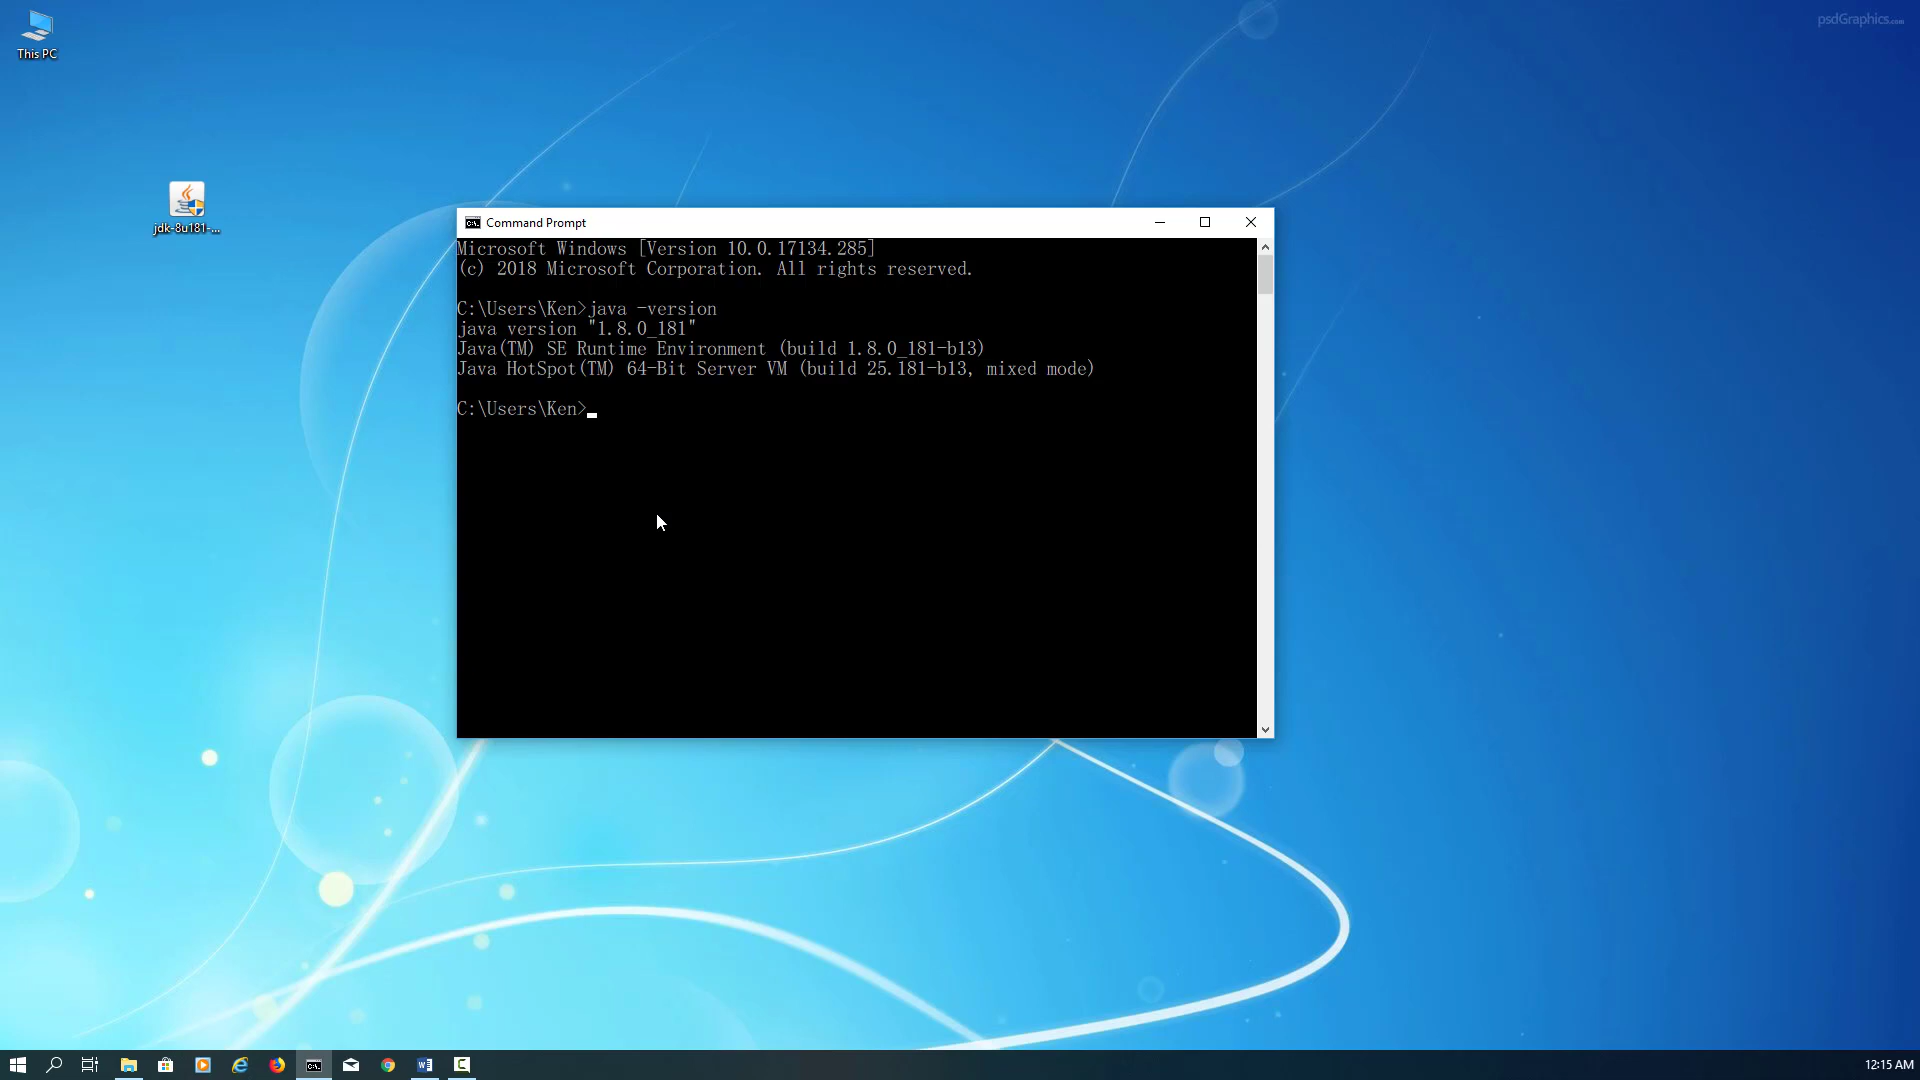 psdGraphics.com
This PC
jdk-8u181-...
Command Prompt
Microsoft Windows [Version 10.0.17134.285]
(c) 2018 Microsoft Corporation. All rights reserved.
C:\Users\Ken>java -version
java version "1.8.0_181"
Java(TM) SE Runtime Environment (build 1.8.0_181-b13)
Java HotSpot(TM) 64-Bit Server VM (build 25.181-b13, mixed mode)
C:\Users\Ken>
12:15 AM